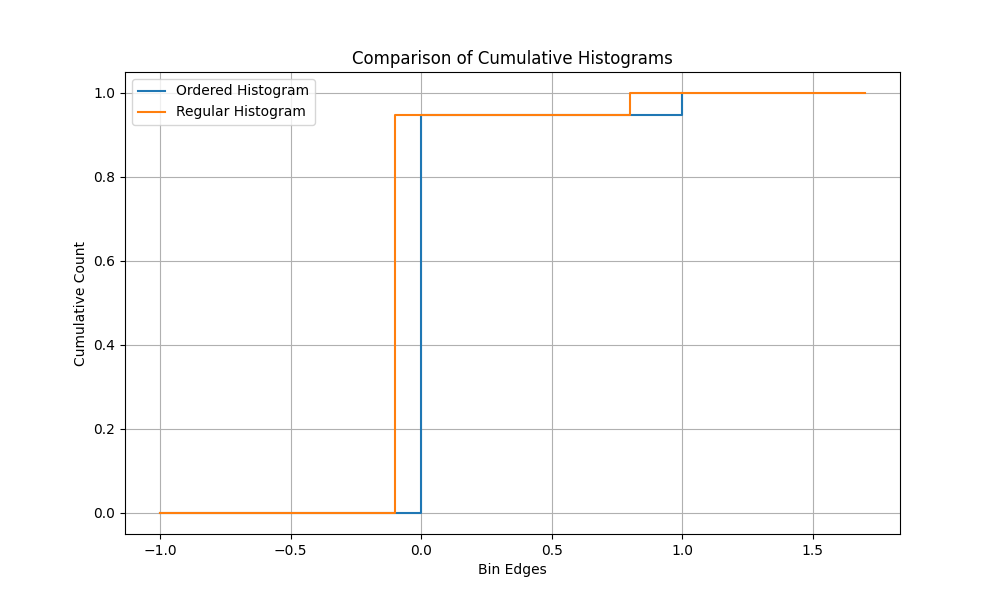 Comparison of Cumulative Histograms
Ordered Histogram
Regular Histogram
Cumulative Count
1.0
0.8
0.6
0.4
0.2
0.0
−1.0 −0.5 0.0 0.5 1.0 1.5
Bin Edges